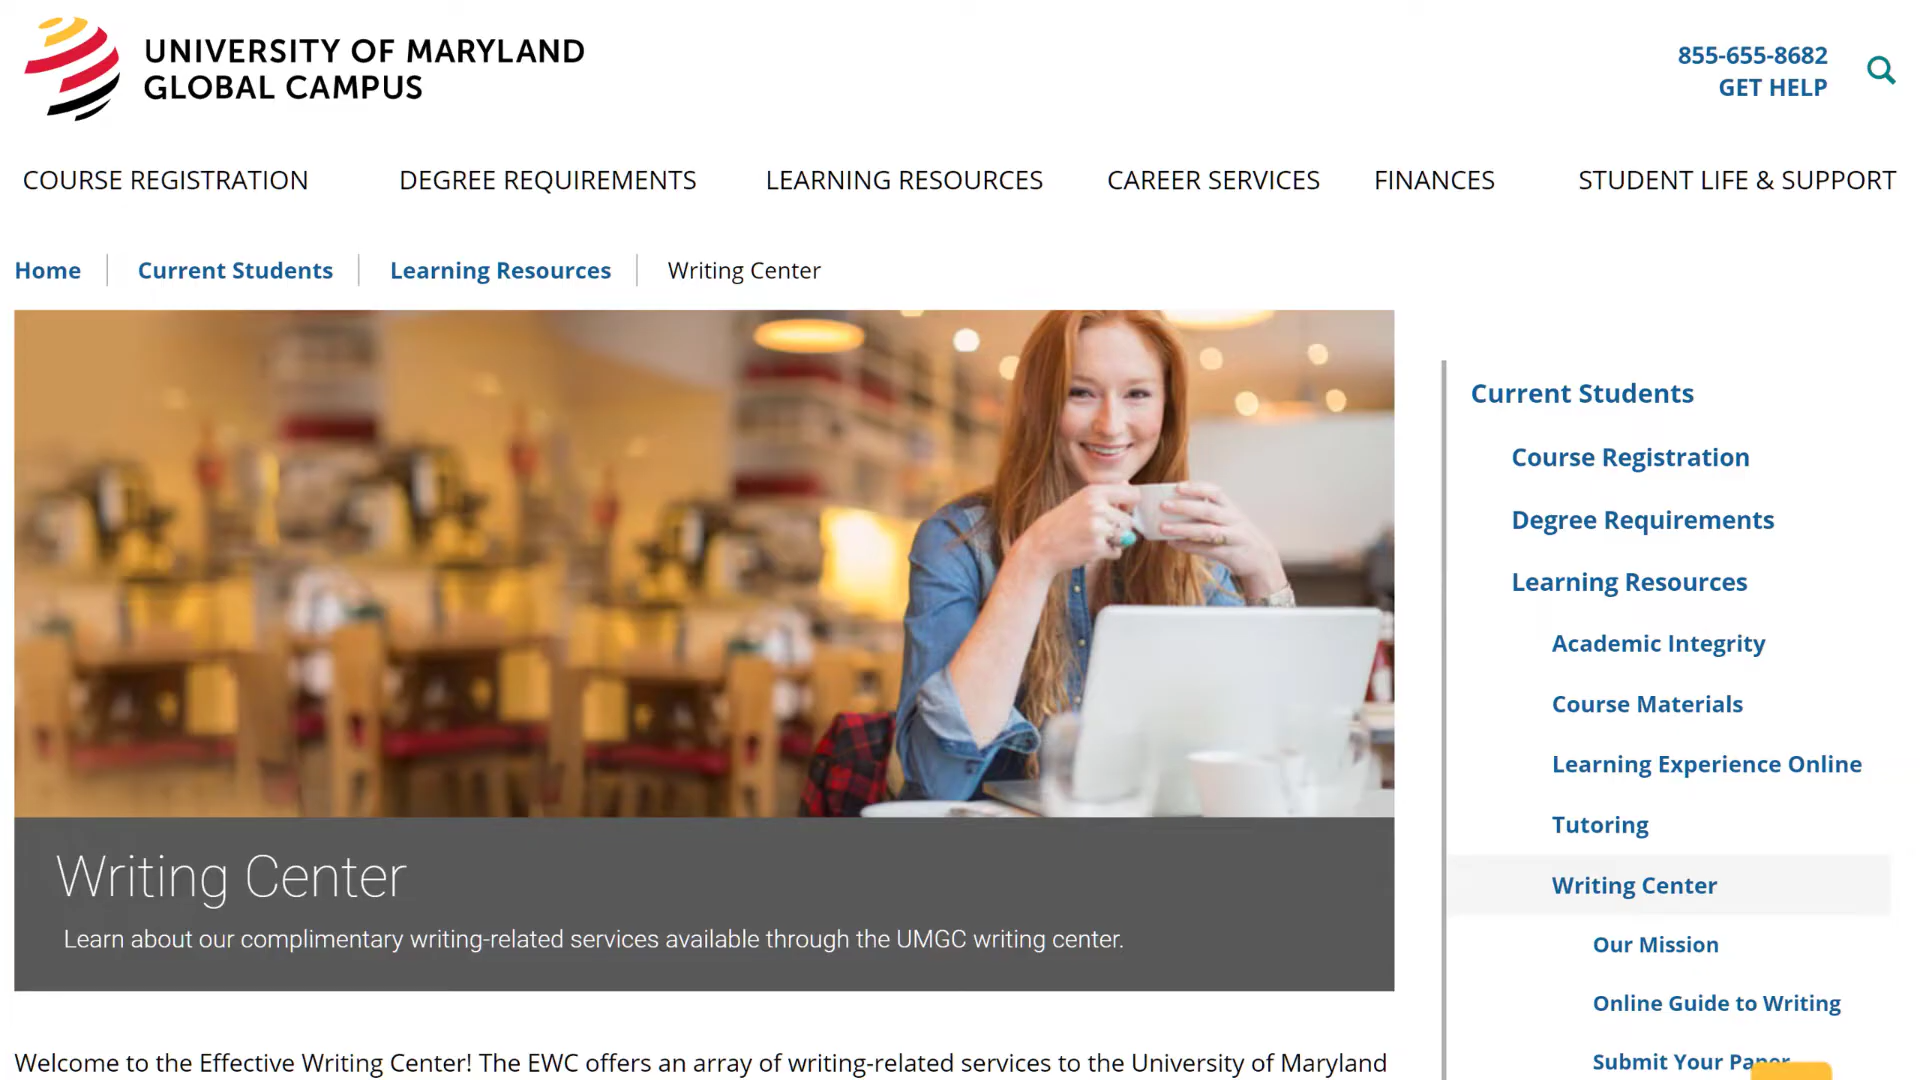 UNIVERSITY OF MARYLAND
GLOBAL CAMPUS
855-655-8682
GET HELP
COURSE REGISTRATION
DEGREE REQUIREMENTS
LEARNING RESOURCES
CAREER SERVICES
FINANCES
STUDENT LIFE & SUPPORT
Home
Current Students
Learning Resources
Writing Center
Writing Center
Learn about our complimentary writing-related services available through the UMGC writing center.
Welcome to the Effective Writing Center! The EWC offers an array of writing-related services to the University of Maryland
Current Students
Course Registration
Degree Requirements
Learning Resources
Academic Integrity
Course Materials
Learning Experience Online
Tutoring
Writing Center
Our Mission
Online Guide to Writing
Submit Your Paper